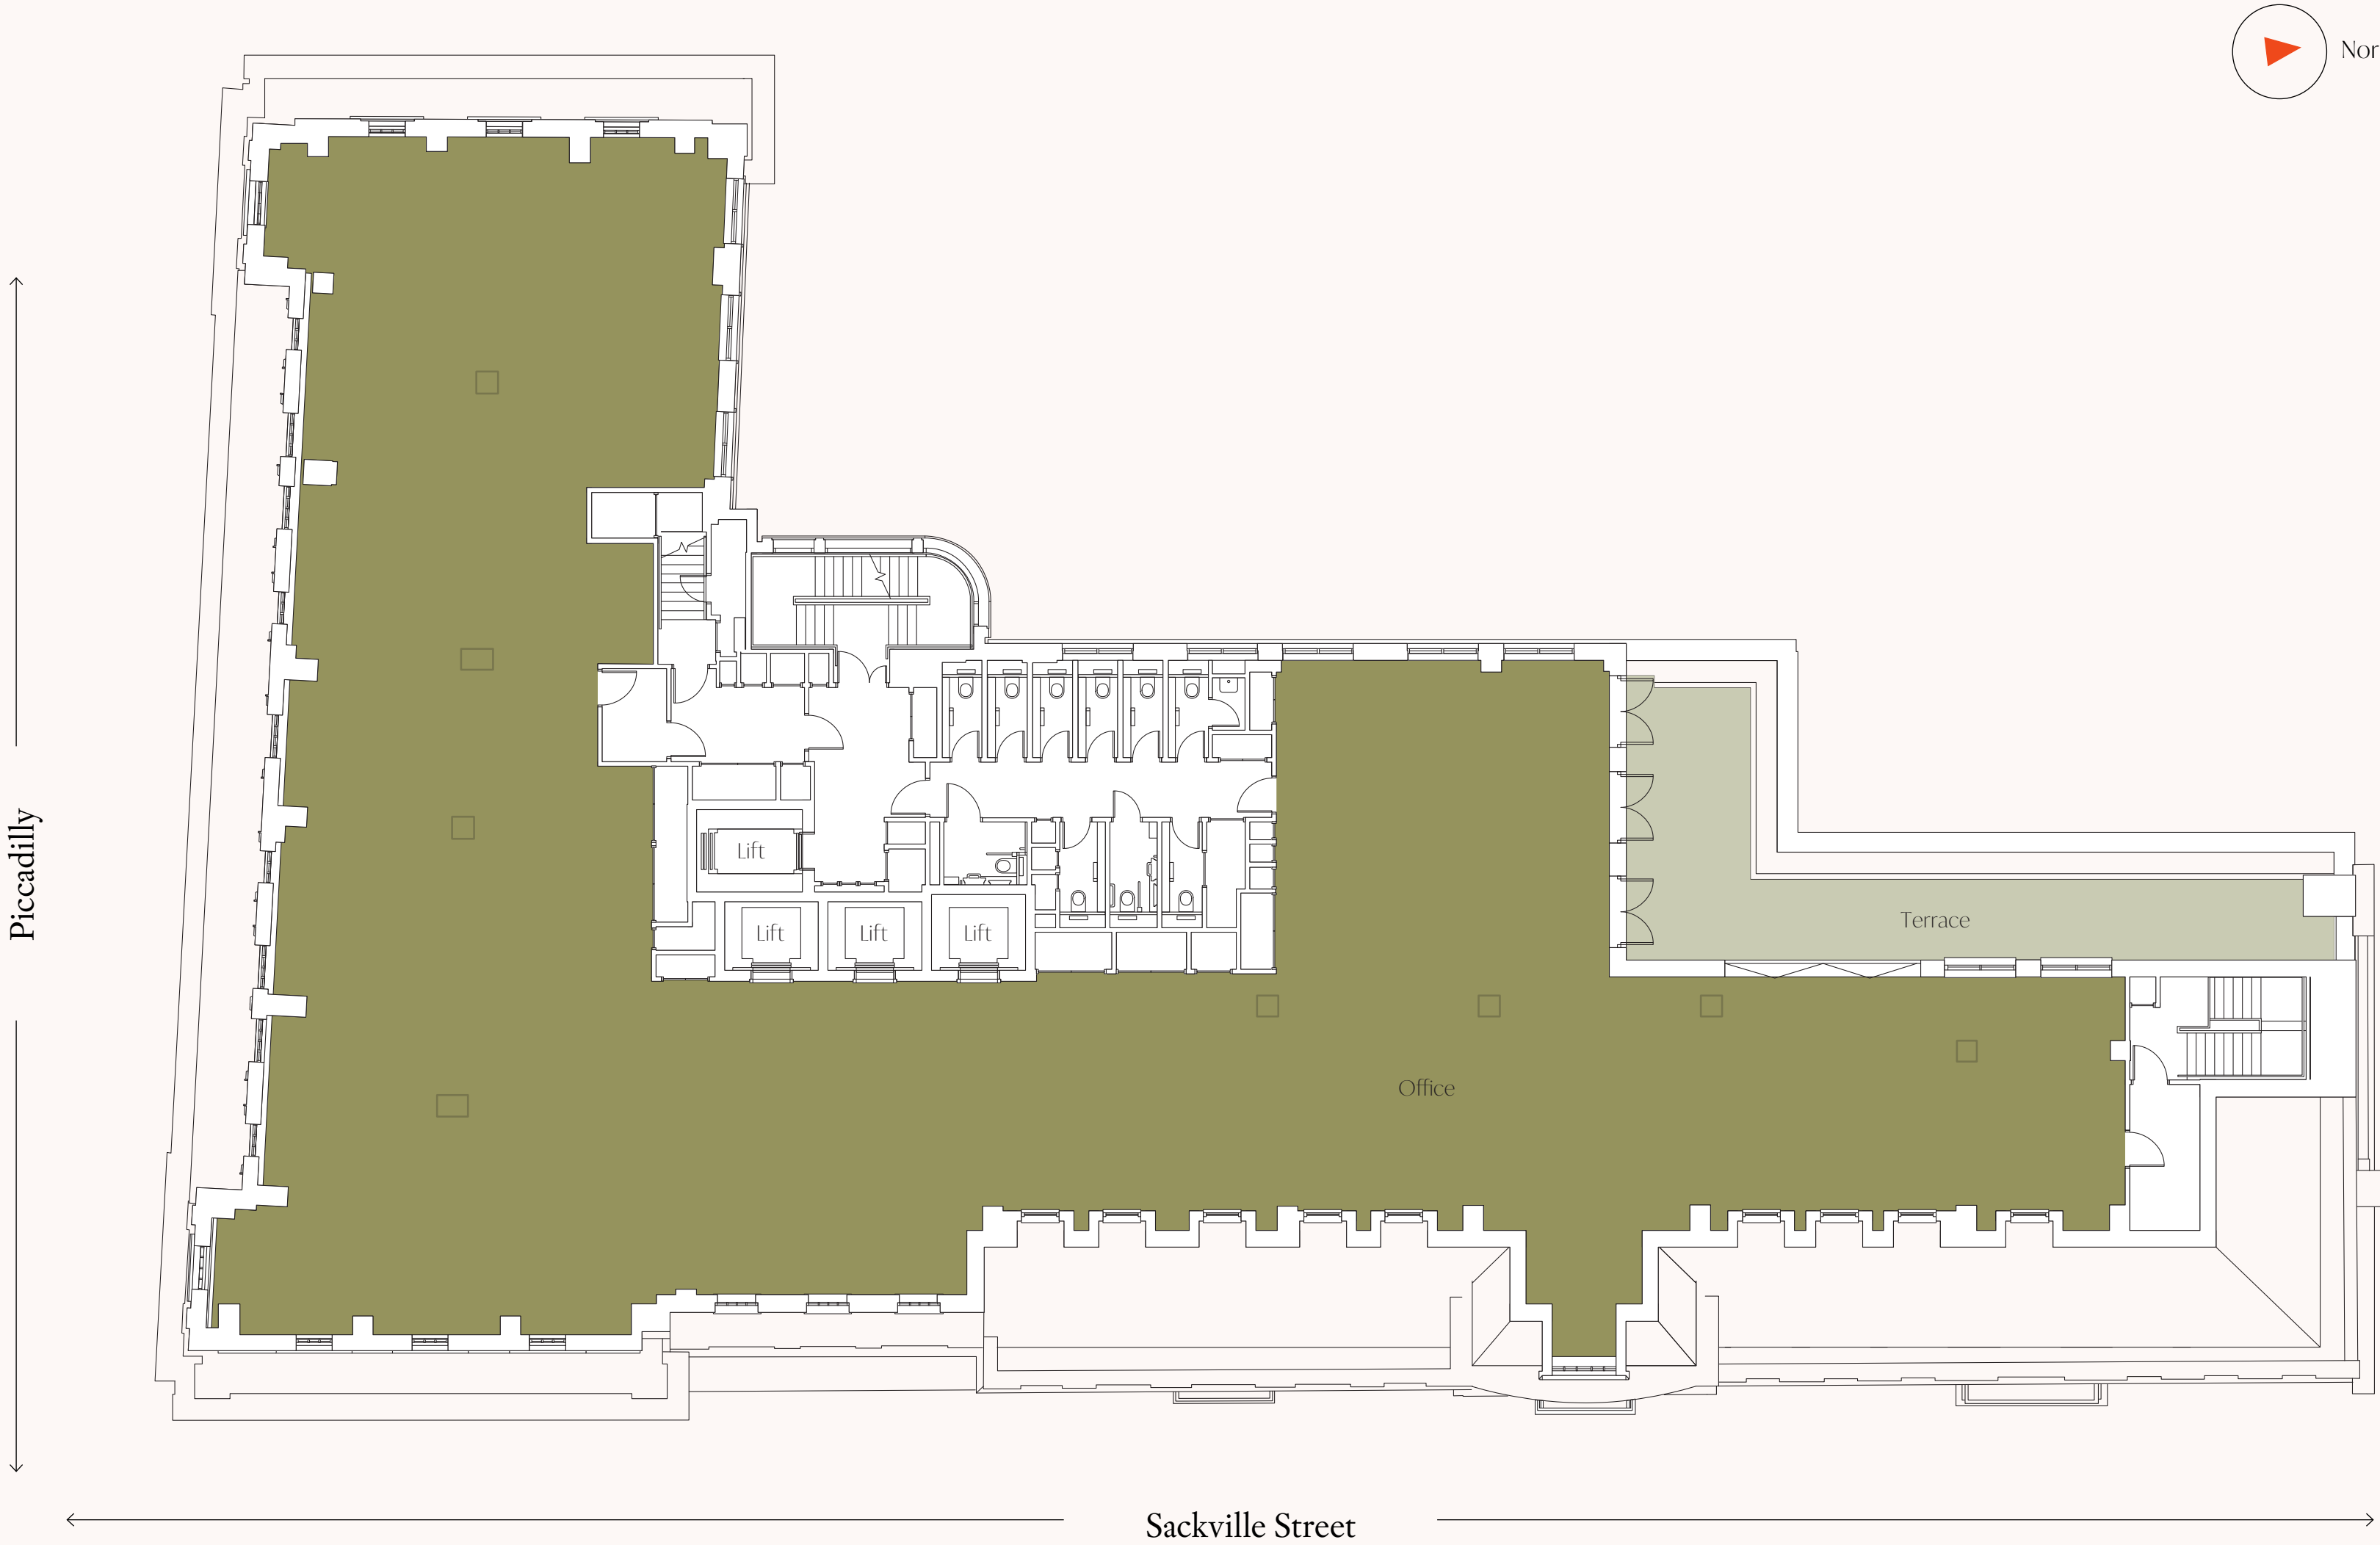 Nor
Piccadilly
Lift
Lift
Lift
Lift
Terrace
Office
Sackville Street